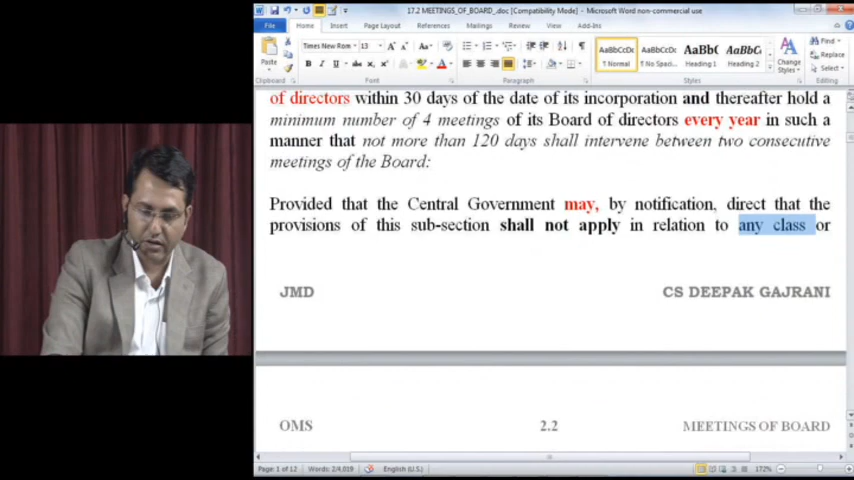 17.2 MEETINGS_OF_BOARD_.doc [Compatibility Mode] - Microsoft Word non-commercial use
File Home Insert Page Layout References Mailings Review View Add-Ins
Times New Rom 13
Paste
B I U abc
AaBbCcDc AaBbCcDc AaBbC AaBbCc
¶ Normal ¶ No Spaci... Heading 1 Heading 2
Change Styles
Find
Replace
Select
Clipboard Font Paragraph Styles Editing
of directors within 30 days of the date of its incorporation and thereafter hold a
minimum number of 4 meetings of its Board of directors every year in such a
manner that not more than 120 days shall intervene between two consecutive
meetings of the Board:
Provided that the Central Government may, by notification, direct that the
provisions of this sub-section shall not apply in relation to any class or
JMD CS DEEPAK GAJRANI
OMS 2.2 MEETINGS OF BOARD
Page: 1 of 12 Words: 2/4,019 English (U.S.) 172%